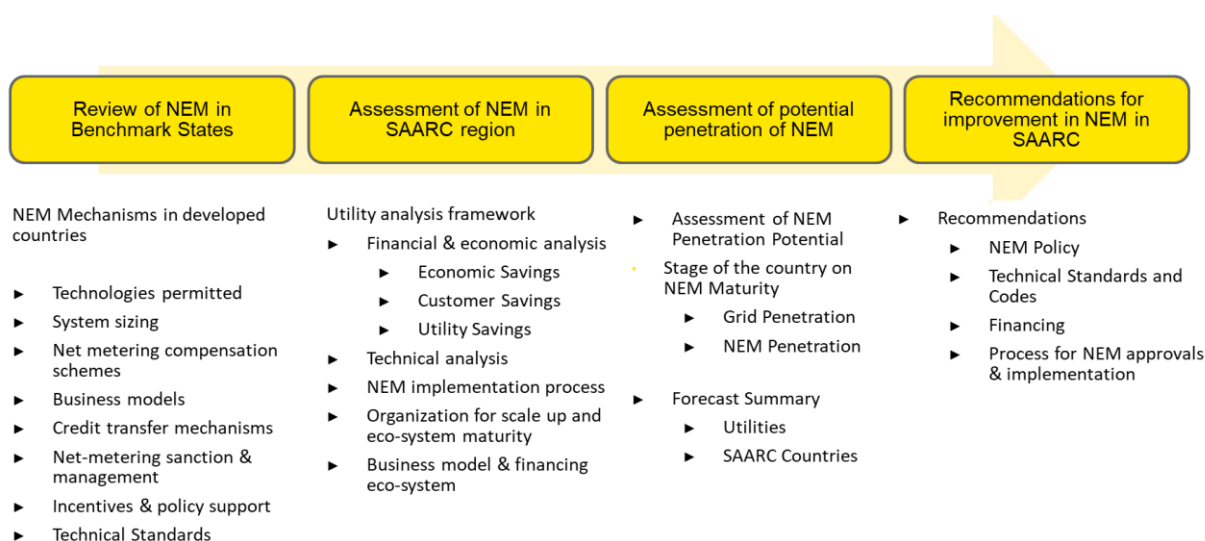 Review of NEM in
Benchmark States
Assessment of NEM in
SAARC region
Assessment of potential
penetration of NEM
Recommendations for
improvement in NEM in
SAARC
NEM Mechanisms in developed
countries
► Technologies permitted
► System sizing
► Net metering compensation
schemes
► Business models
► Credit transfer mechanisms
► Net-metering sanction &
management
► Incentives & policy support
► Technical Standards
Utility analysis framework
► Financial & economic analysis
► Economic Savings
► Customer Savings
► Utility Savings
► Technical analysis
► NEM implementation process
► Organization for scale up and
eco-system maturity
► Business model & financing
eco-system
► Assessment of NEM
Penetration Potential
Stage of the country on
NEM Maturity
► Grid Penetration
► NEM Penetration
► Forecast Summary
► Utilities
► SAARC Countries
► Recommendations
► NEM Policy
► Technical Standards and
Codes
► Financing
► Process for NEM approvals
& implementation